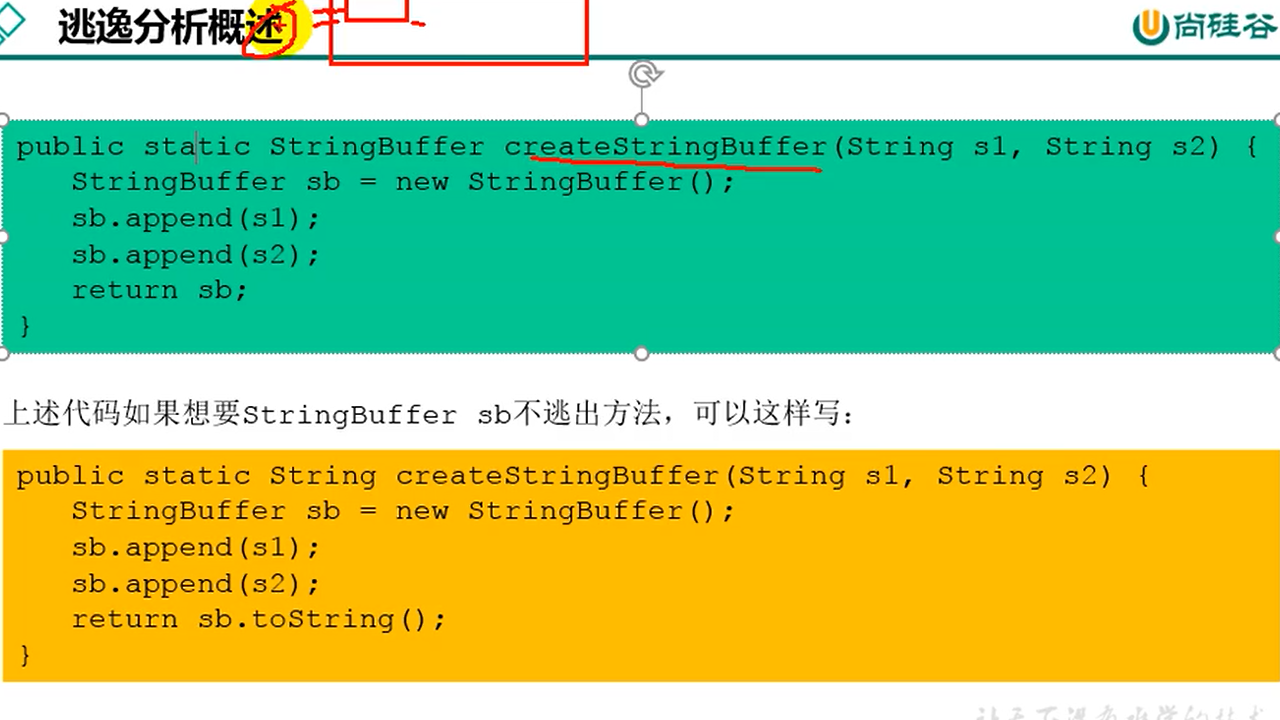 逃逸分析概述
尚硅谷
public static StringBuffer createStringBuffer(String s1, String s2) {
StringBuffer sb = new StringBuffer();
sb.append(s1);
sb.append(s2);
return sb;
}
上述代码如果想要StringBuffer sb不逃出方法，可以这样写：
public static String createStringBuffer(String s1, String s2) {
StringBuffer sb = new StringBuffer();
sb.append(s1);
sb.append(s2);
return sb.toString();
}